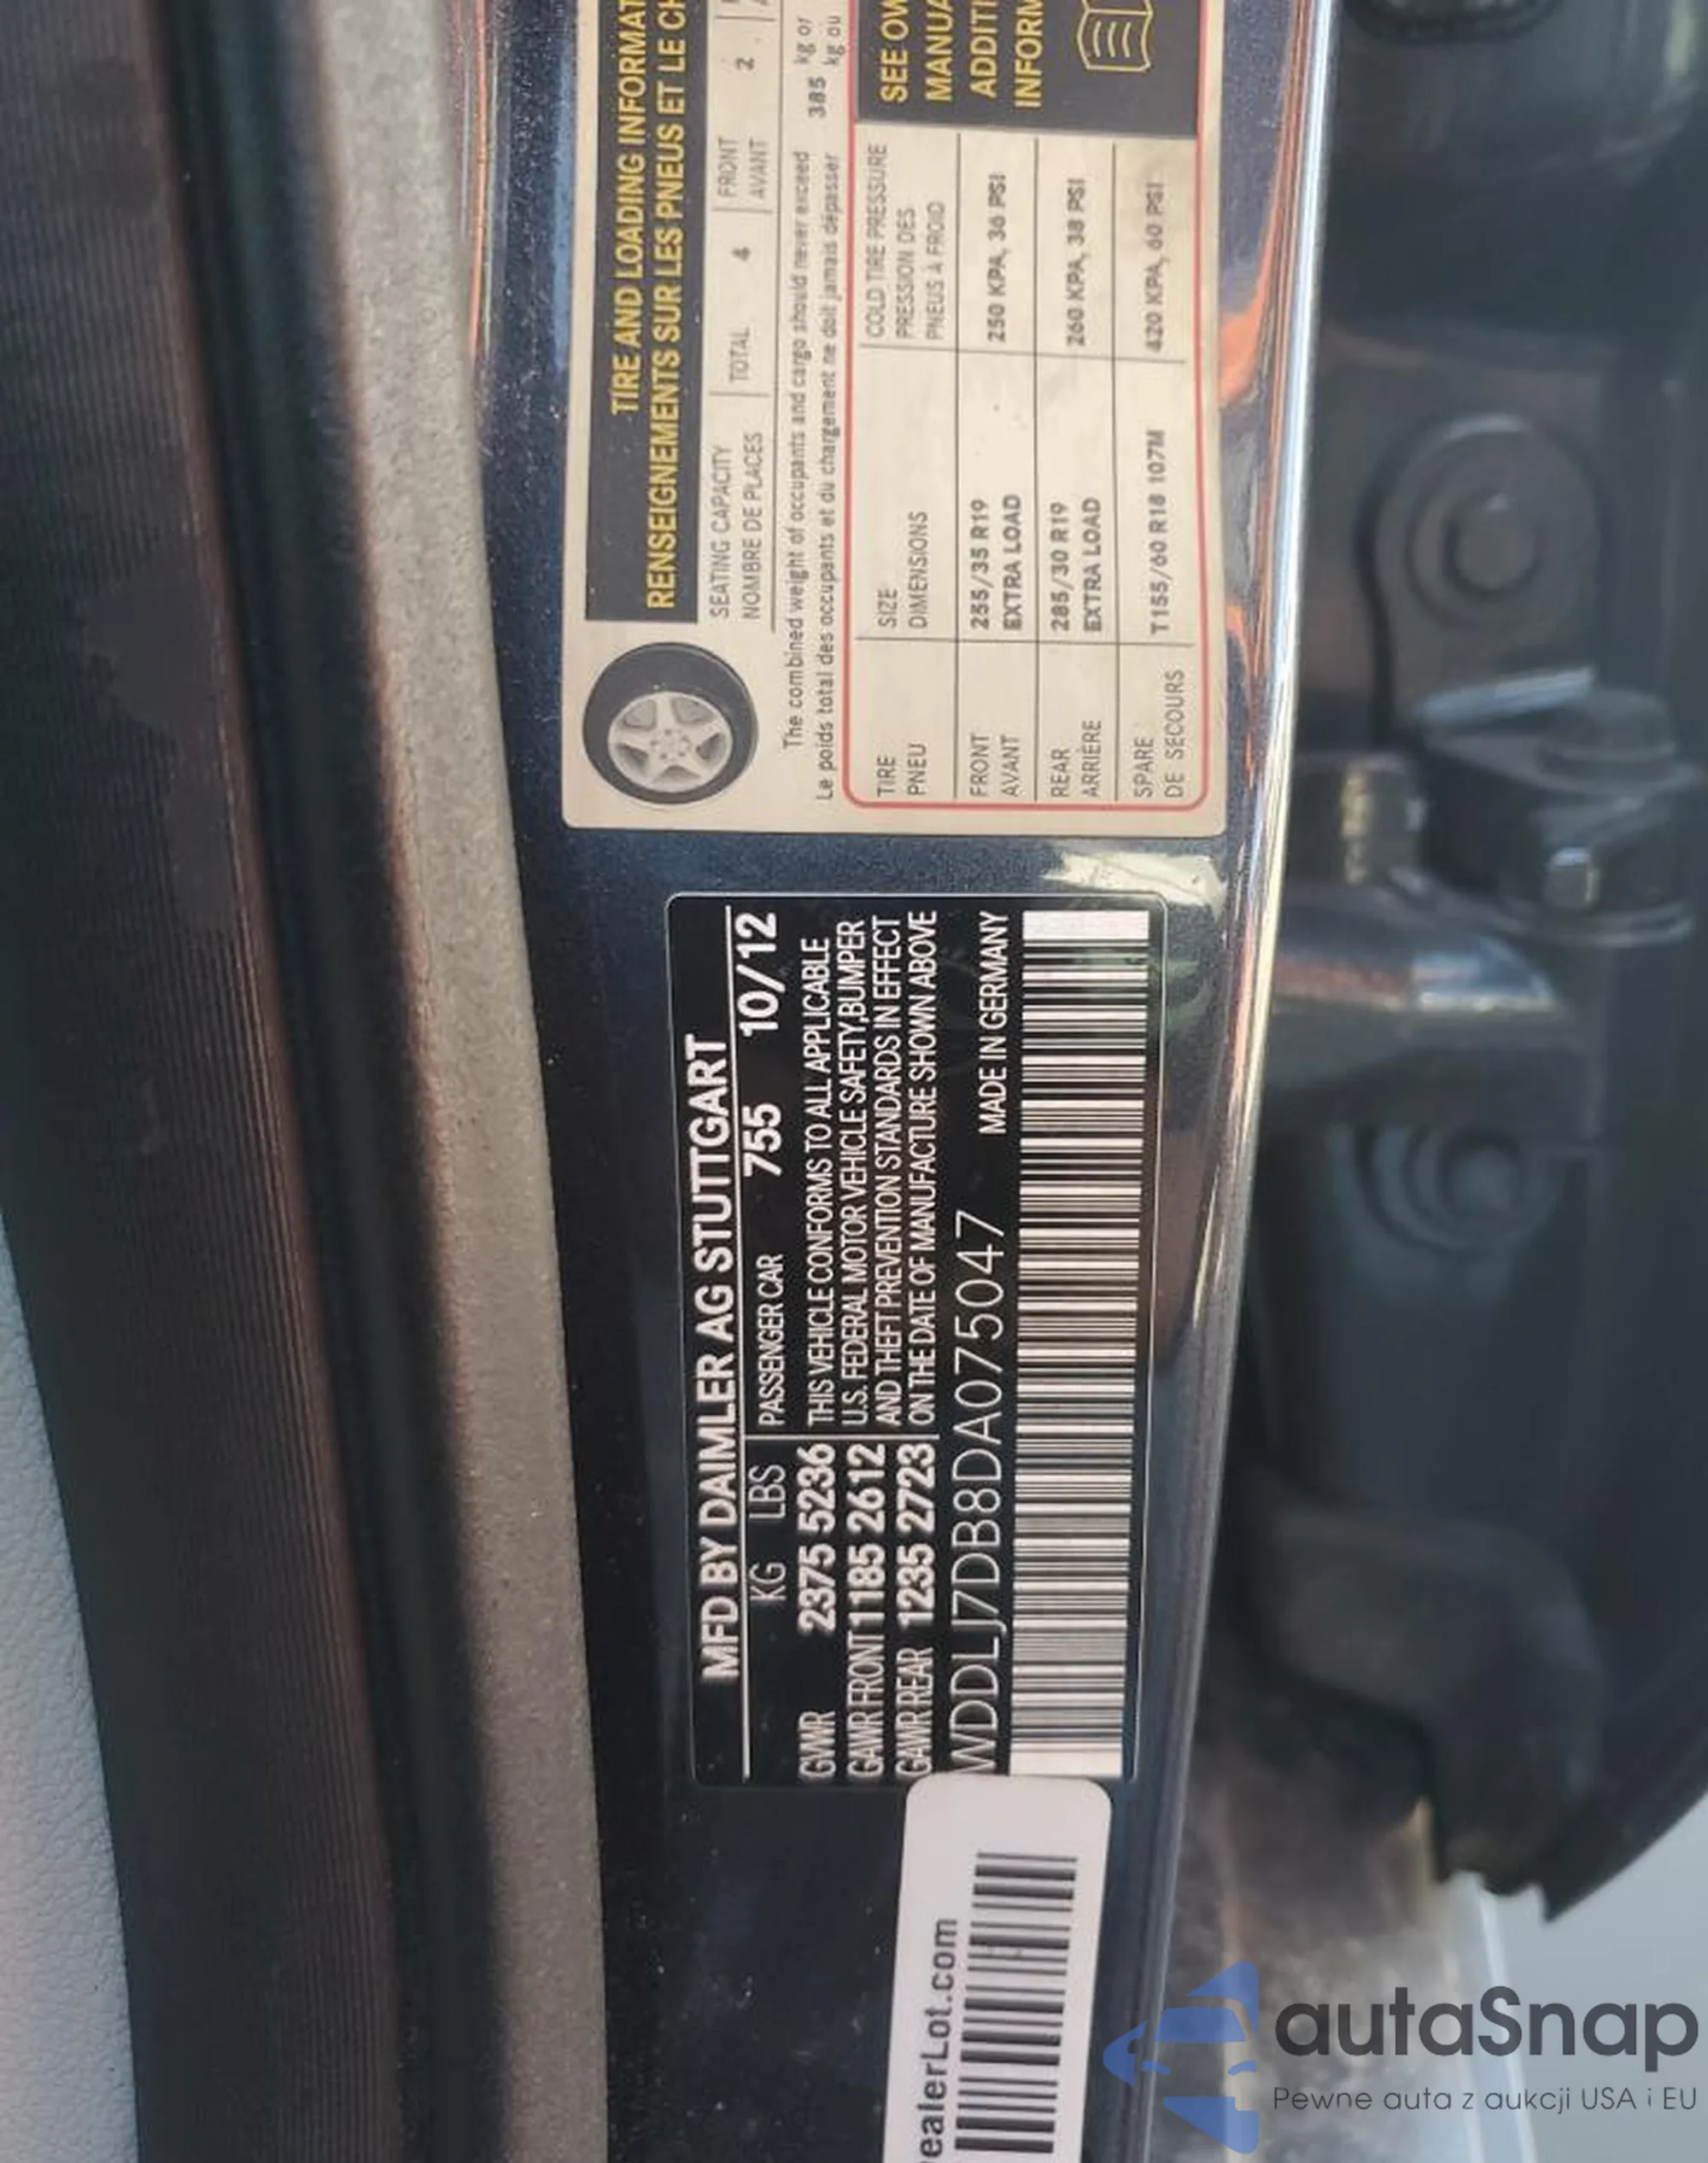 TIRE AND LOADING INFORMAT
RENSEIGNEMENTS SUR LES PNEUS ET LE CH
SEATING CAPACITY
NOMBRE DE PLACES
TOTAL 4
FRONT
AVANT
2
The combined weight of occupants and cargo should never exceed 385 kg or
Le poids total des occupants et du chargement ne doit jamais dépasser kg ou
TIRE
PNEU
SIZE
DIMENSIONS
COLD TIRE PRESSURE
PRESSION DES
PNEUS À FROID
FRONT
AVANT
255/35 R19
EXTRA LOAD
250 KPA, 36 PSI
REAR
ARRIÈRE
285/30 R19
EXTRA LOAD
260 KPA, 38 PSI
SPARE
DE SECOURS
T155/60 R18 107M
420 KPA, 60 PSI
SEE OW
MANUA
ADDITI
INFORM
MFD BY DAIMLER AG STUTTGART
KG LBS
PASSENGER CAR 755 10/12
GVWR 2375 5236
GAWR FRONT 1185 2612
GAWR REAR 1235 2723
THIS VEHICLE CONFORMS TO ALL APPLICABLE
U.S. FEDERAL MOTOR VEHICLE SAFETY,BUMPER
AND THEFT PREVENTION STANDARDS IN EFFECT
ON THE DATE OF MANUFACTURE SHOWN ABOVE
WDDLJ7DB8DA075047
MADE IN GERMANY
ealerLot.com
autaSnap
Pewne auta z aukcji USA i EU